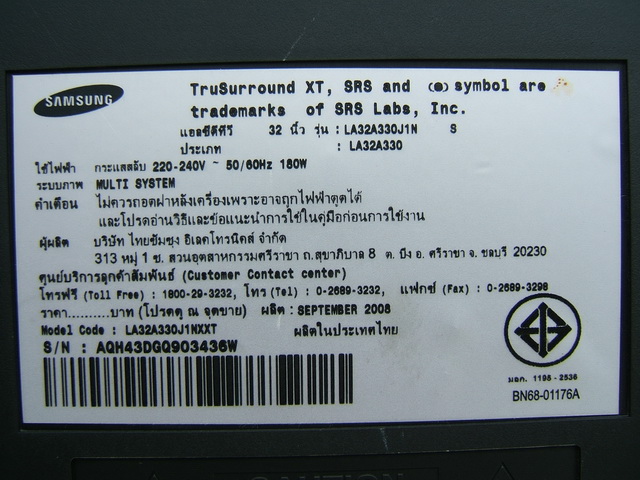 SAMSUNG
TruSurround XT, SRS and (●) symbol are
trademarks of SRS Labs, Inc.
แอลซีดีทีวี 32 นิ้ว รุ่น : LA32A330J1N S
ประเภท : LA32A330
ใช้ไฟฟ้า กระแสสลับ 220-240V ~ 50/60Hz 180W
ระบบภาพ MULTI SYSTEM
คำเตือน ไม่ควรถอดฝาหลังเครื่องเพราะอาจถูกไฟฟ้าดูดได้
และโปรดอ่านวิธีและข้อแนะนำการใช้ในคู่มือก่อนการใช้งาน
ผู้ผลิต บริษัท ไทยซัมซุง อิเลคโทรนิคส์ จำกัด
313 หมู่ 1 ซ. สวนอุตสาหกรรมศรีราชา ถ.สุขาภิบาล 8 ต. บึง อ. ศรีราชา จ. ชลบุรี 20230
ศูนย์บริการลูกค้าสัมพันธ์ (Customer Contact center)
โทรฟรี (Toll Free) : 1800-29-3232, โทร (Tel) : 0-2689-3232, แฟกซ์ (Fax) : 0-2689-3298
ราคา..........บาท (โปรดดู ณ จุดขาย) ผลิต : SEPTEMBER 2008
Model Code : LA32A330J1NXXT ผลิตในประเทศไทย
S/N : AQH43DGQ903436W
มอก. 1195 - 2536
BN68-01176A
CAUTION